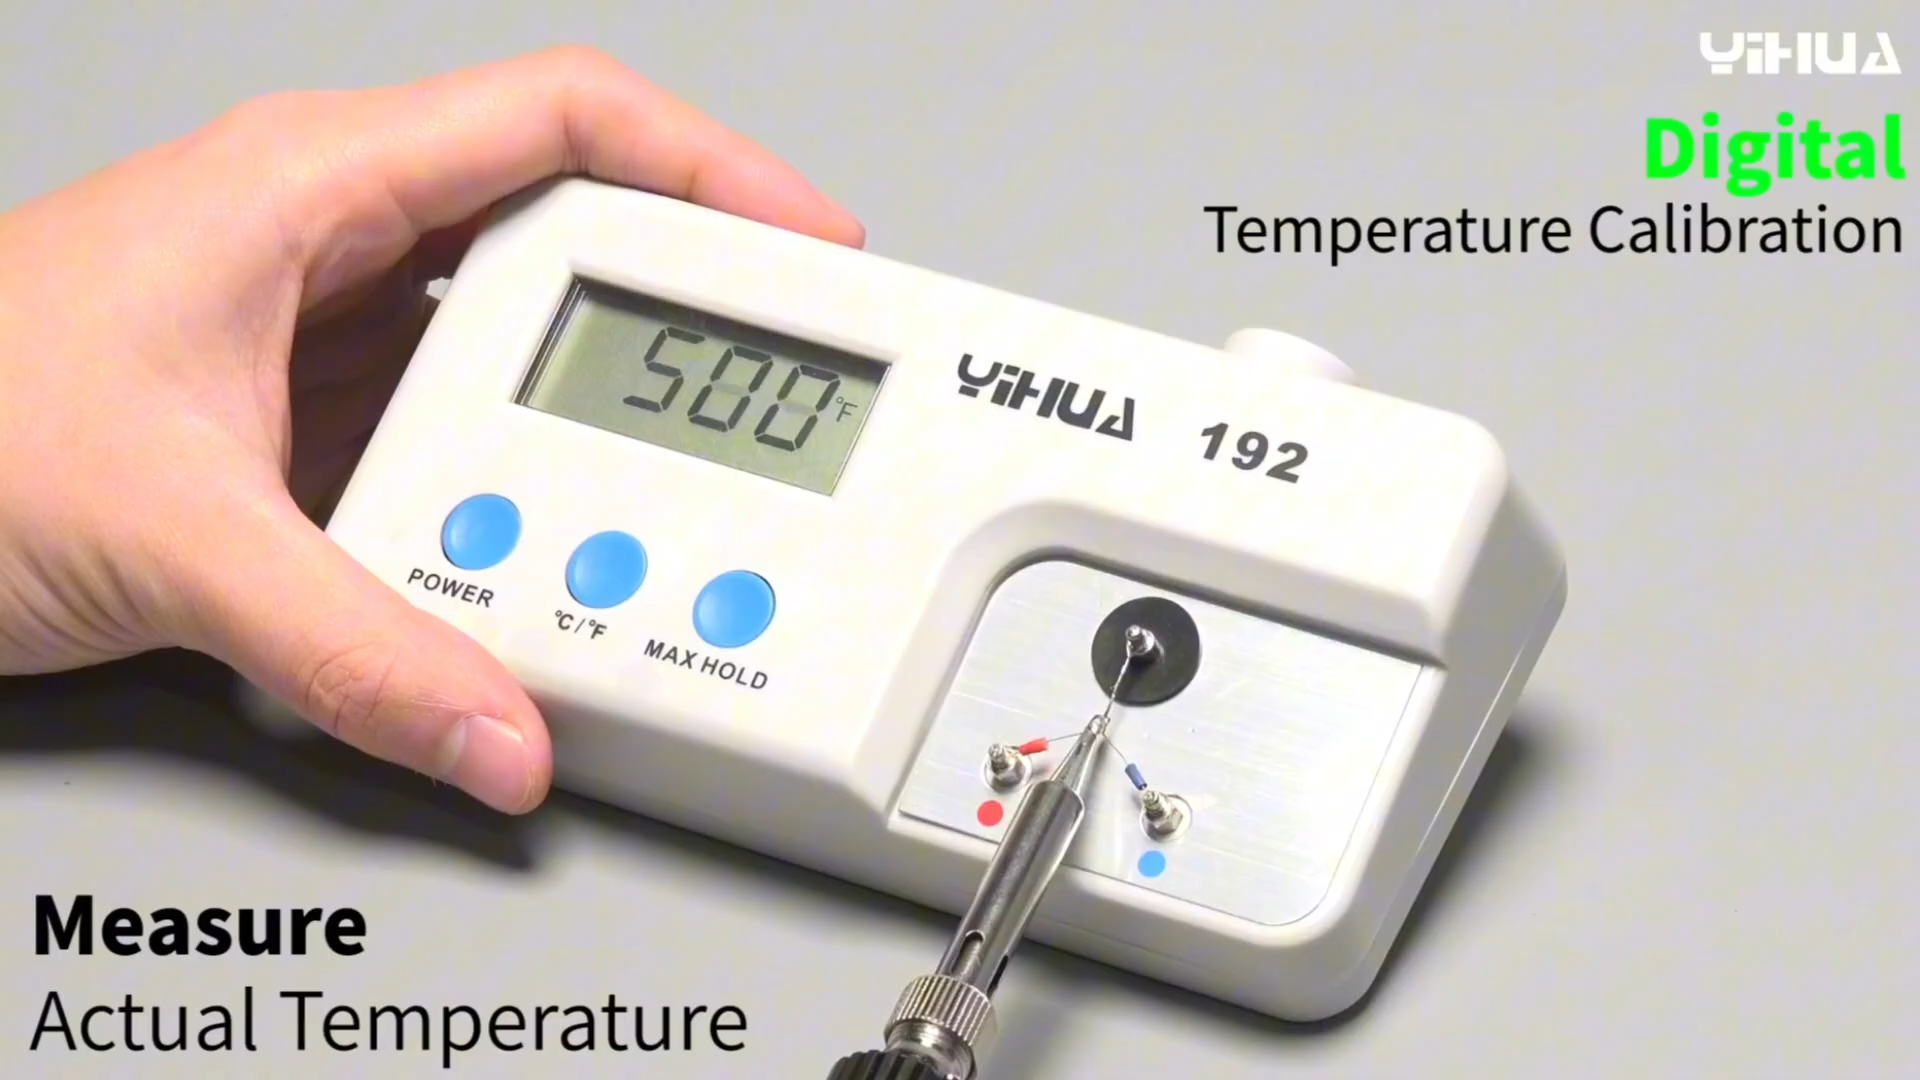 YIHUA
Digital
Temperature Calibration
500°F
YIHUA 192
POWER
°C/°F
MAX HOLD
Measure
Actual Temperature